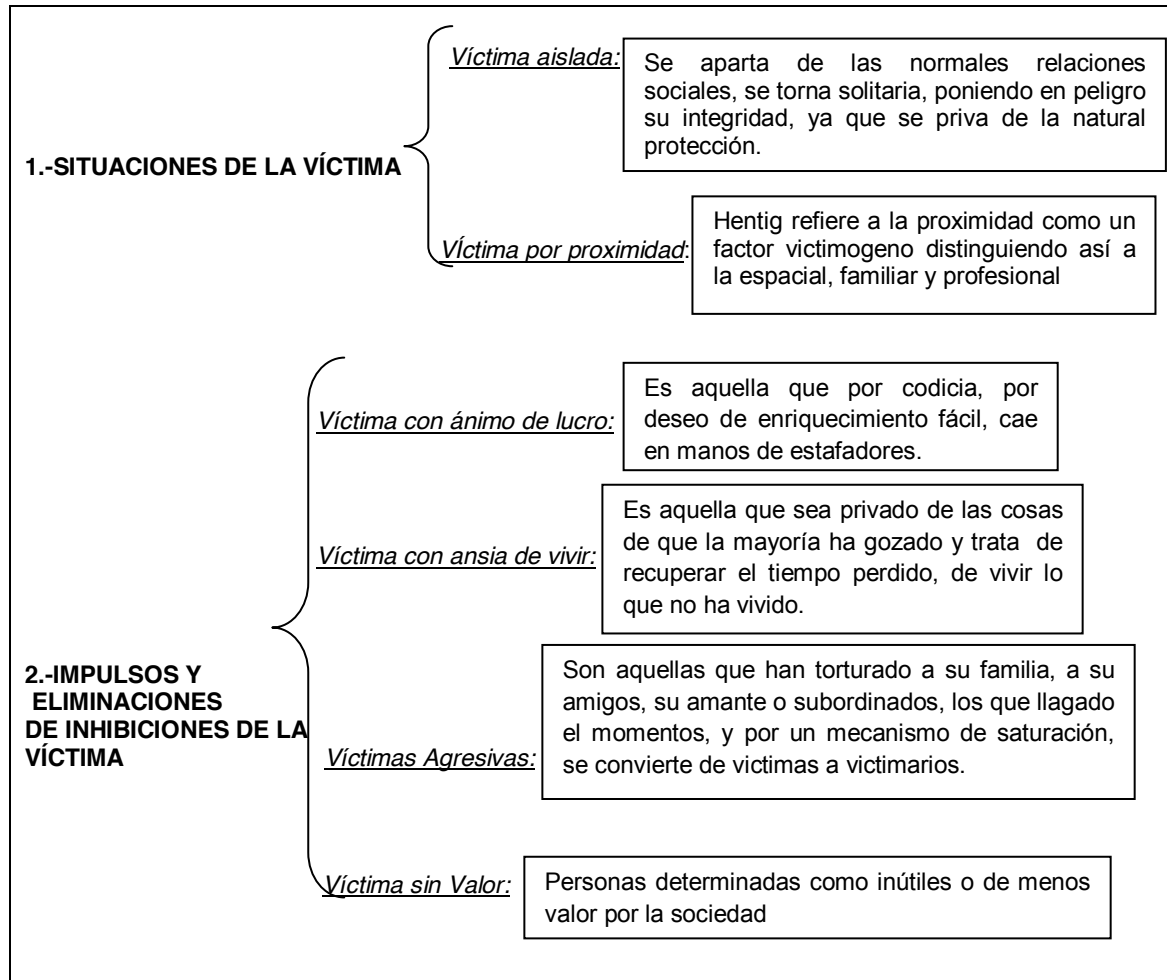 1.-SITUACIONES DE LA VÍCTIMA
Víctima aislada:
Se aparta de las normales relaciones
sociales, se torna solitaria, poniendo en peligro
su integridad, ya que se priva de la natural
protección.
VÍctima por proximidad:
Hentig refiere a la proximidad como un
factor victimogeno distinguiendo así a
la espacial, familiar y profesional
2.-IMPULSOS Y
ELIMINACIONES
DE INHIBICIONES DE LA
VÍCTIMA
Víctima con ánimo de lucro:
Es aquella que por codicia, por
deseo de enriquecimiento fácil, cae
en manos de estafadores.
Víctima con ansia de vivir:
Es aquella que sea privado de las cosas
de que la mayoría ha gozado y trata de
recuperar el tiempo perdido, de vivir lo
que no ha vivido.
Víctimas Agresivas:
Son aquellas que han torturado a su familia, a su
amigos, su amante o subordinados, los que llagado
el momentos, y por un mecanismo de saturación,
se convierte de victimas a victimarios.
Víctima sin Valor:
Personas determinadas como inútiles o de menos
valor por la sociedad